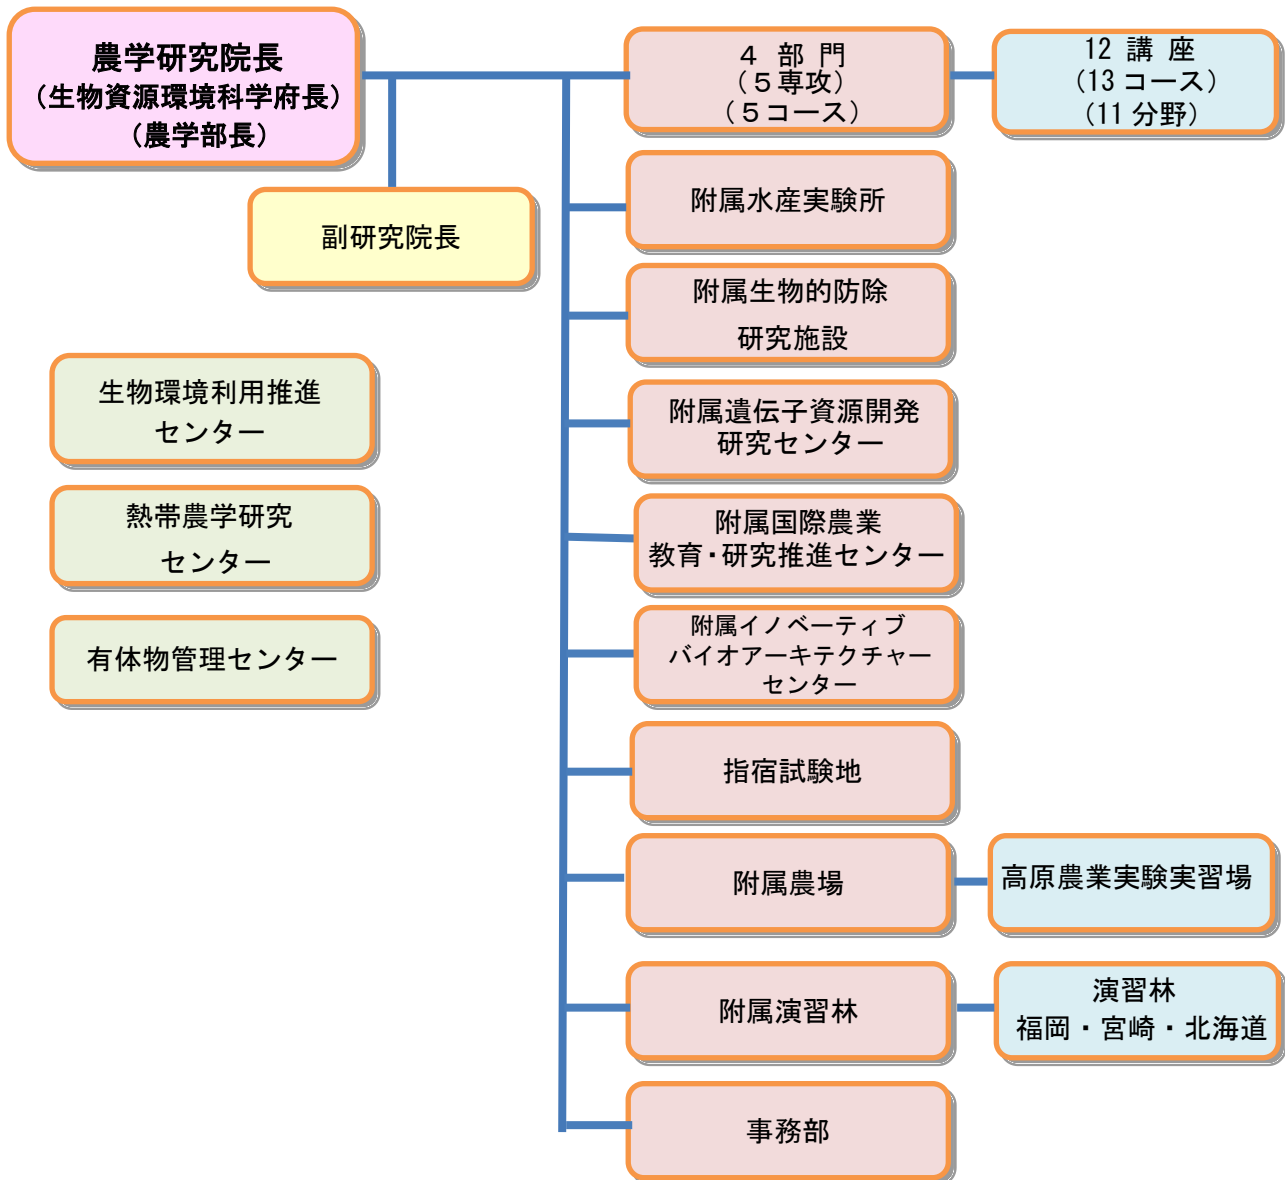 農学研究院長
（生物資源環境科学府長）
（農学部長）
副研究院長
生物環境利用推進
センター
熱帯農学研究
センター
有体物管理センター
４ 部 門
（５専攻）
（５コース）
12 講 座
（13コース）
（11分野）
附属水産実験所
附属生物的防除
研究施設
附属遺伝子資源開発
研究センター
附属国際農業
教育・研究推進センター
附属イノベーティブ
バイオアーキテクチャー
センター
指宿試験地
附属農場
高原農業実験実習場
附属演習林
演習林
福岡・宮崎・北海道
事務部